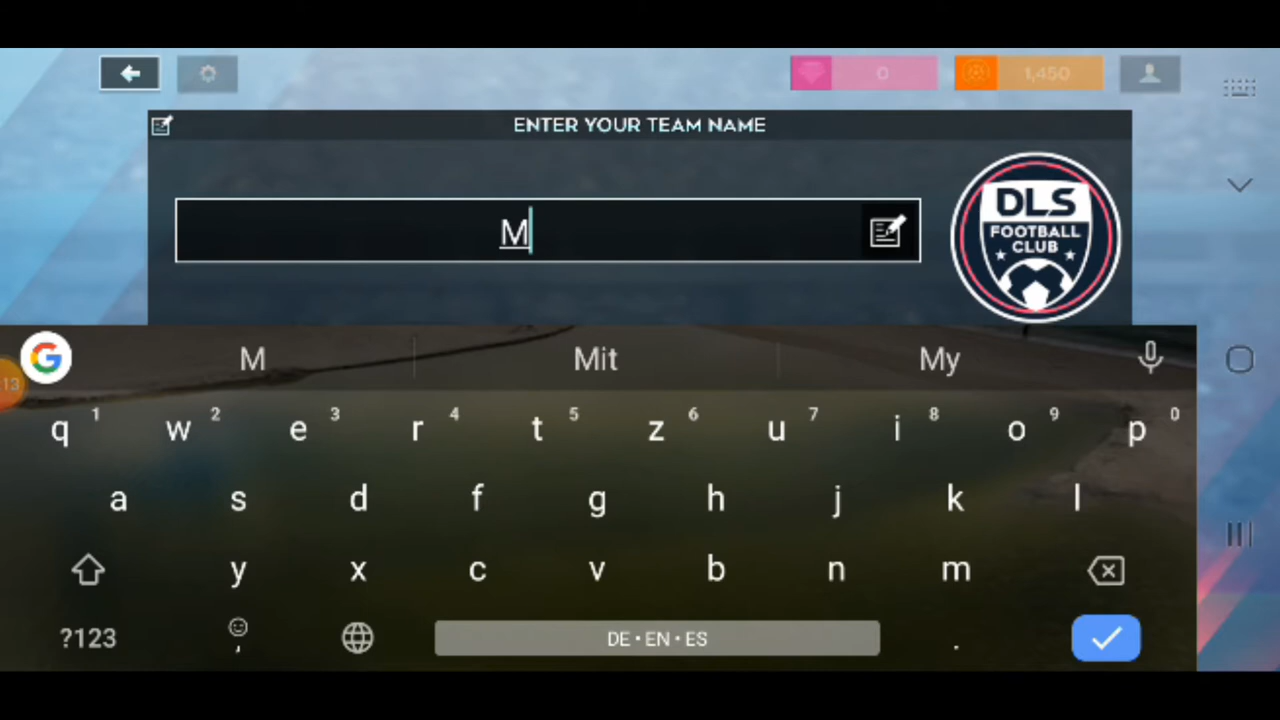 0
1,450
ENTER YOUR TEAM NAME
M
DLS
FOOTBALL
CLUB
G
M Mit My
:13
q 1 w 2 e 3 r 4 t 5 z 6 u 7 i 8 o 9 p 0
a s d f g h j k l
y x c v b n m
?123 , DE • EN • ES .